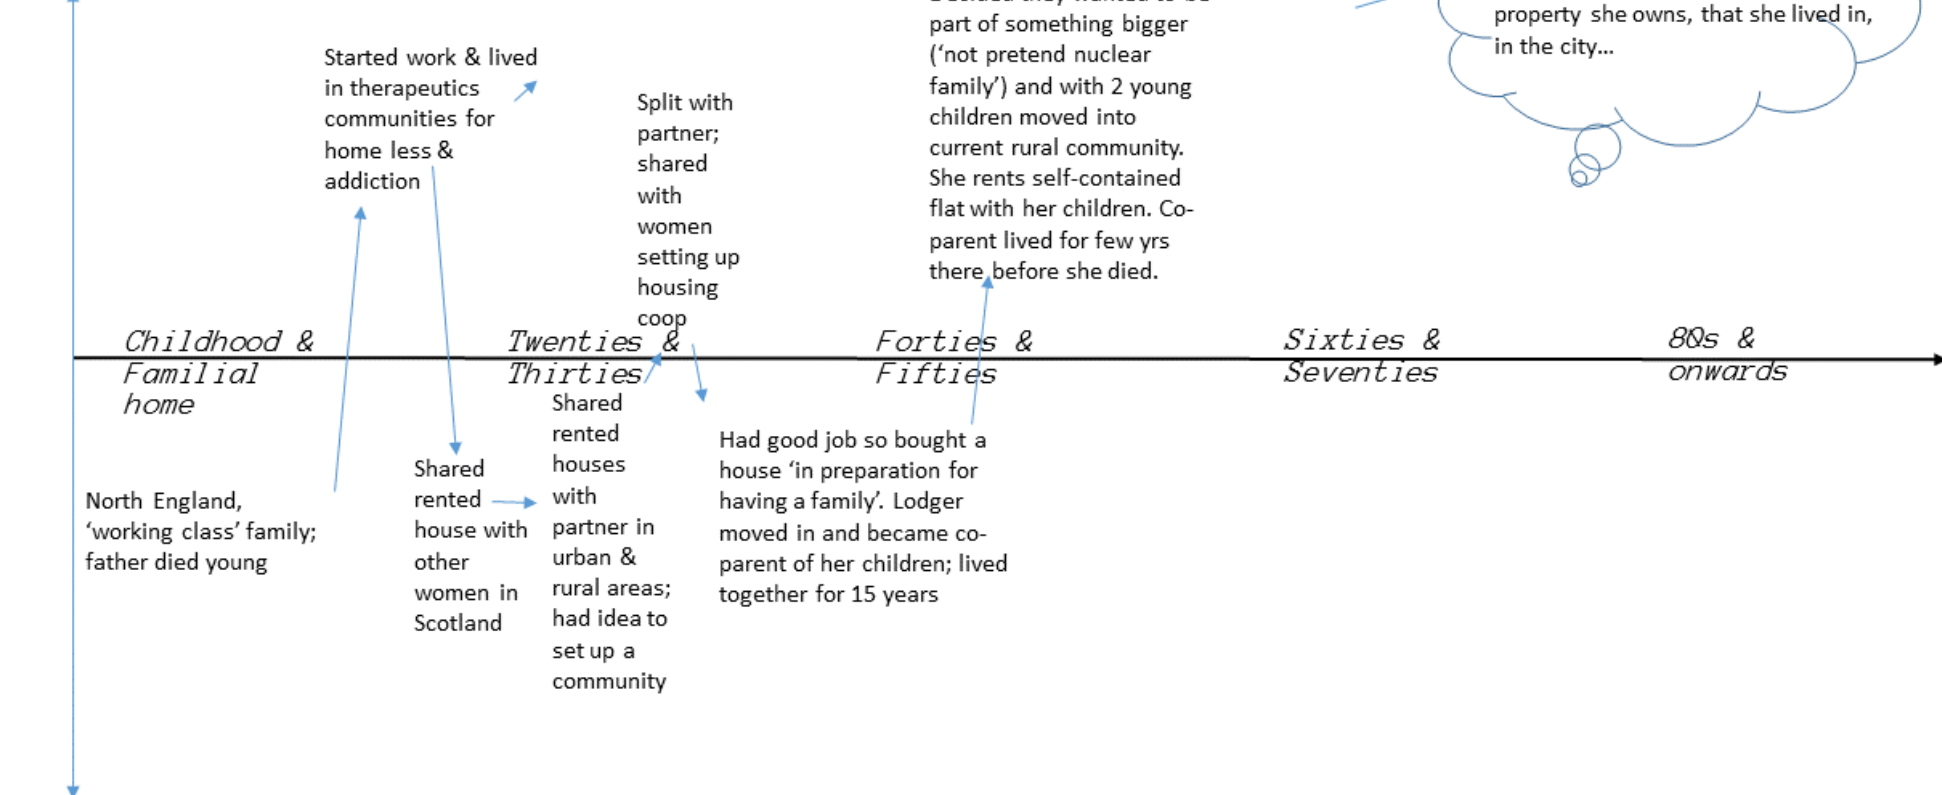 part of something bigger
(‘not pretend nuclear
family’) and with 2 young
children moved into
current rural community.
She rents self-contained
flat with her children. Co-
parent lived for few yrs
there before she died.
property she owns, that she lived in,
in the city...
Started work & lived
in therapeutics
communities for
home less &
addiction
Split with
partner;
shared
with
women
setting up
housing
coop
Childhood &
Familial
home
Twenties &
Thirties
Forties &
Fifties
Sixties &
Seventies
80s &
onwards
North England,
‘working class’ family;
father died young
Shared
rented
house with
other
women in
Scotland
Shared
rented
houses
with
partner in
urban &
rural areas;
had idea to
set up a
community
Had good job so bought a
house ‘in preparation for
having a family’. Lodger
moved in and became co-
parent of her children; lived
together for 15 years